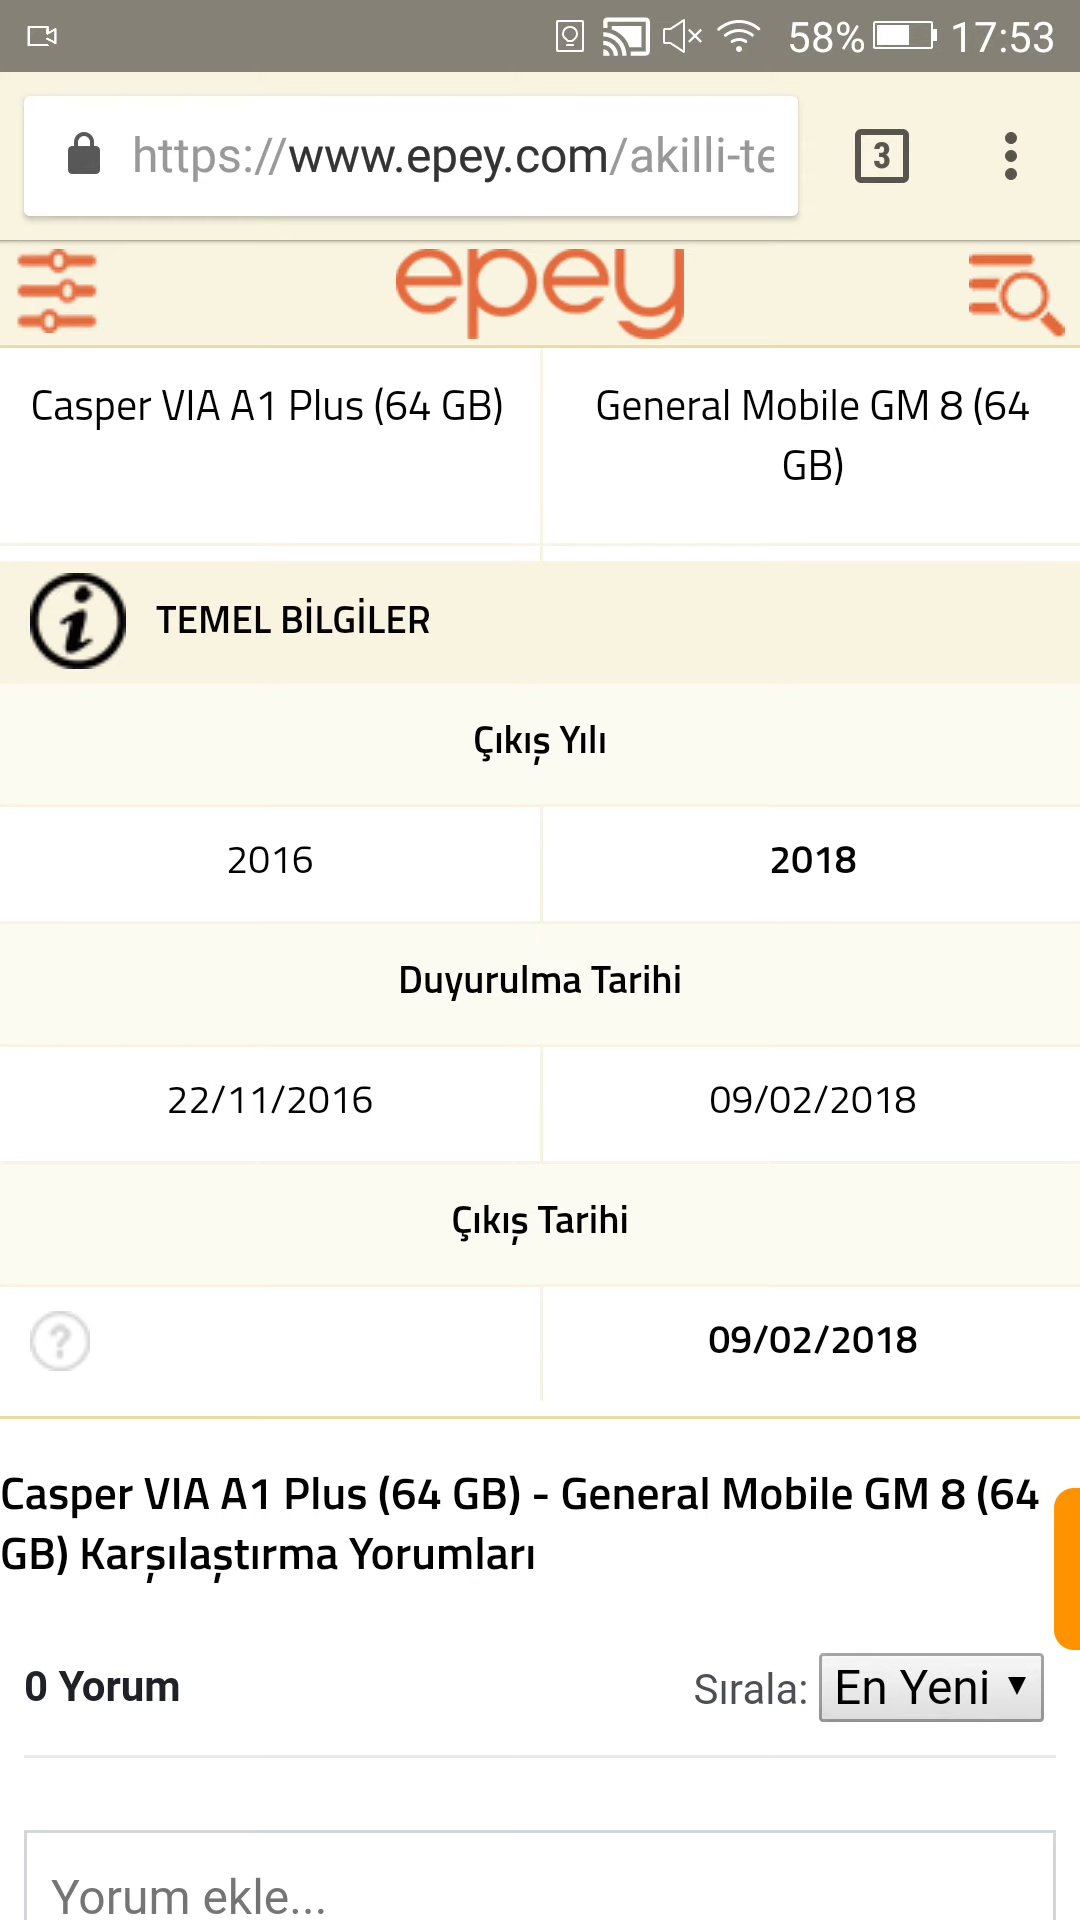 58% 17:53
https://www.epey.com/akilli-te
3
epey
Casper VIA A1 Plus (64 GB)
General Mobile GM 8 (64
GB)
i TEMEL BİLGİLER
Çıkış Yılı
2016 2018
Duyurulma Tarihi
22/11/2016 09/02/2018
Çıkış Tarihi
? 09/02/2018
Casper VIA A1 Plus (64 GB) - General Mobile GM 8 (64
GB) Karşılaştırma Yorumları
0 Yorum Sırala: En Yeni
Yorum ekle...